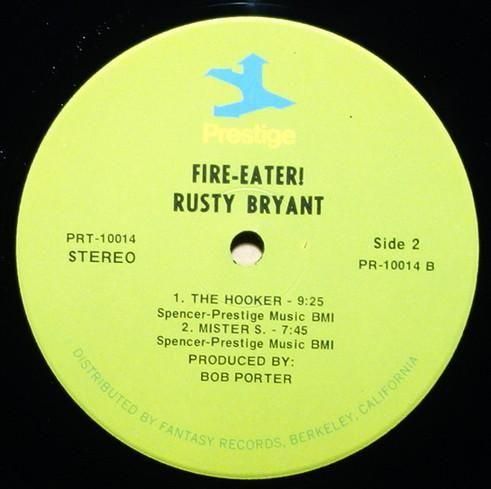 Prestige
FIRE-EATER!
RUSTY BRYANT
PRT-10014
STEREO
Side 2
PR-10014 B
1. THE HOOKER - 9:25
Spencer-Prestige Music BMI
2. MISTER S. - 7:45
Spencer-Prestige Music BMI
PRODUCED BY:
BOB PORTER
DISTRIBUTED BY FANTASY RECORDS, BERKELEY, CALIFORNIA